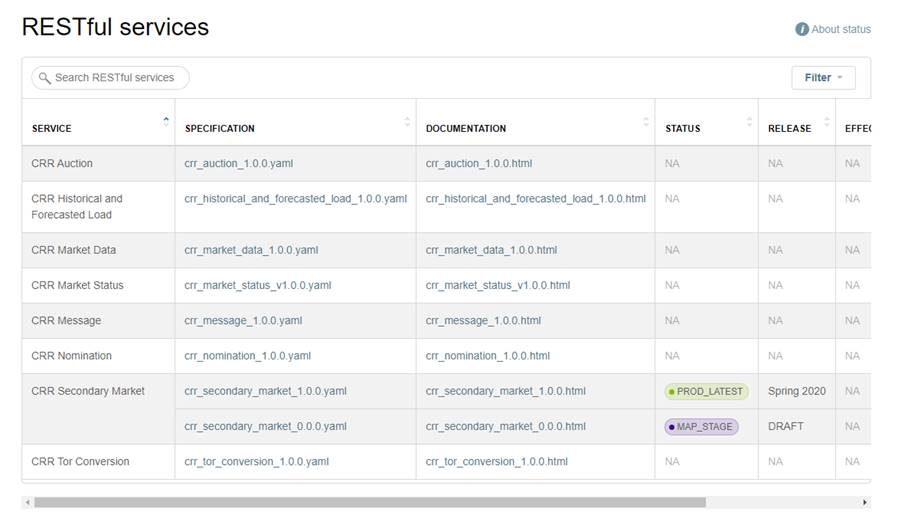 RESTful services
i About status
Search RESTful services
Filter
SERVICE SPECIFICATION DOCUMENTATION STATUS RELEASE EFFEC
CRR Auction crr_auction_1.0.0.yaml crr_auction_1.0.0.html NA NA NA
CRR Historical and crr_historical_and_forecasted_load_1.0.0.yaml crr_historical_and_forecasted_load_1.0.0.html NA NA NA
Forecasted Load
CRR Market Data crr_market_data_1.0.0.yaml crr_market_data_1.0.0.html NA NA NA
CRR Market Status crr_market_status_v1.0.0.yaml crr_market_status_v1.0.0.html NA NA NA
CRR Message crr_message_1.0.0.yaml crr_message_1.0.0.html NA NA NA
CRR Nomination crr_nomination_1.0.0.yaml crr_nomination_1.0.0.html NA NA NA
CRR Secondary Market crr_secondary_market_1.0.0.yaml crr_secondary_market_1.0.0.html PROD_LATEST Spring 2020 NA
crr_secondary_market_0.0.0.yaml crr_secondary_market_0.0.0.html MAP_STAGE DRAFT NA
CRR Tor Conversion crr_tor_conversion_1.0.0.yaml crr_tor_conversion_1.0.0.html NA NA NA